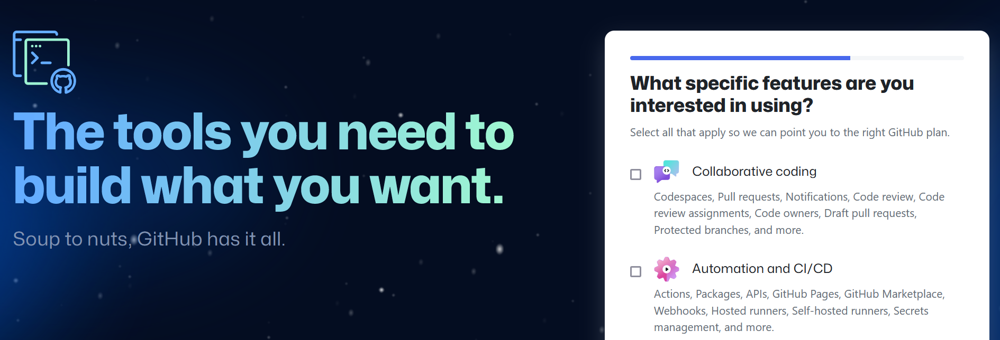 The tools you need to
build what you want.
Soup to nuts, GitHub has it all.
What specific features are you
interested in using?
Select all that apply so we can point you to the right GitHub plan.
Collaborative coding
Codespaces, Pull requests, Notifications, Code review, Code
review assignments, Code owners, Draft pull requests,
Protected branches, and more.
Automation and CI/CD
Actions, Packages, APIs, GitHub Pages, GitHub Marketplace,
Webhooks, Hosted runners, Self-hosted runners, Secrets
management, and more.